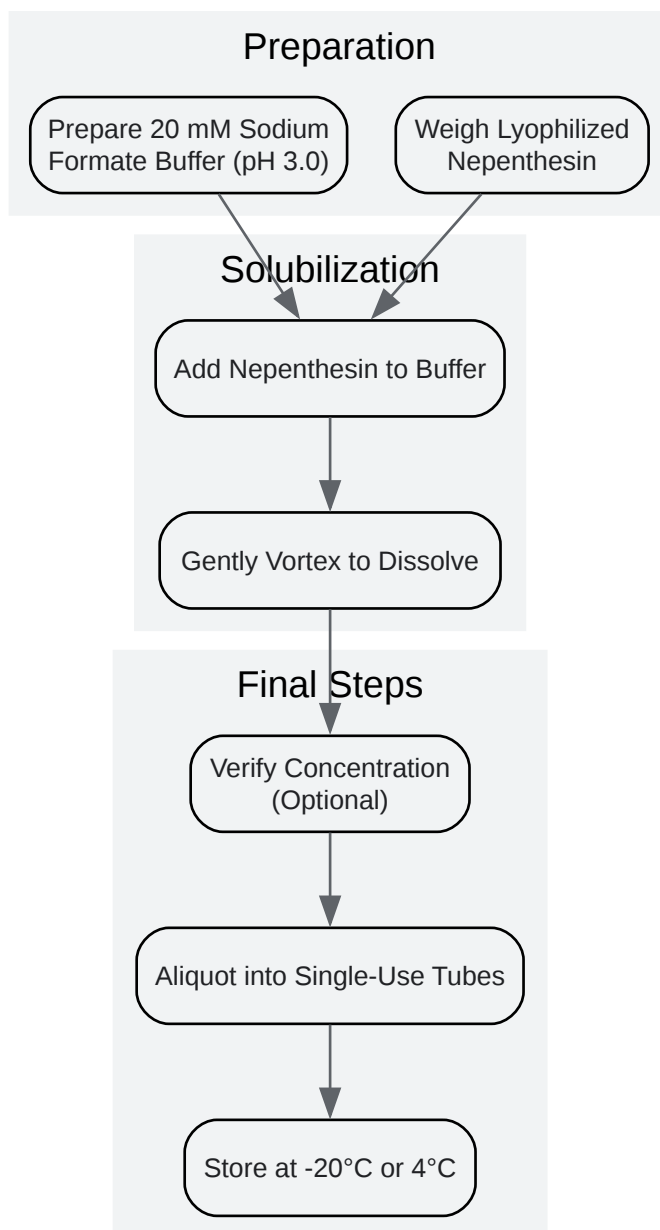 Preparation
Prepare 20 mM Sodium
Formate Buffer (pH 3.0)
Weigh Lyophilized
Nepenthesin
Solubilization
Add Nepenthesin to Buffer
Gently Vortex to Dissolve
Final Steps
Verify Concentration
(Optional)
Aliquot into Single-Use Tubes
Store at -20°C or 4°C